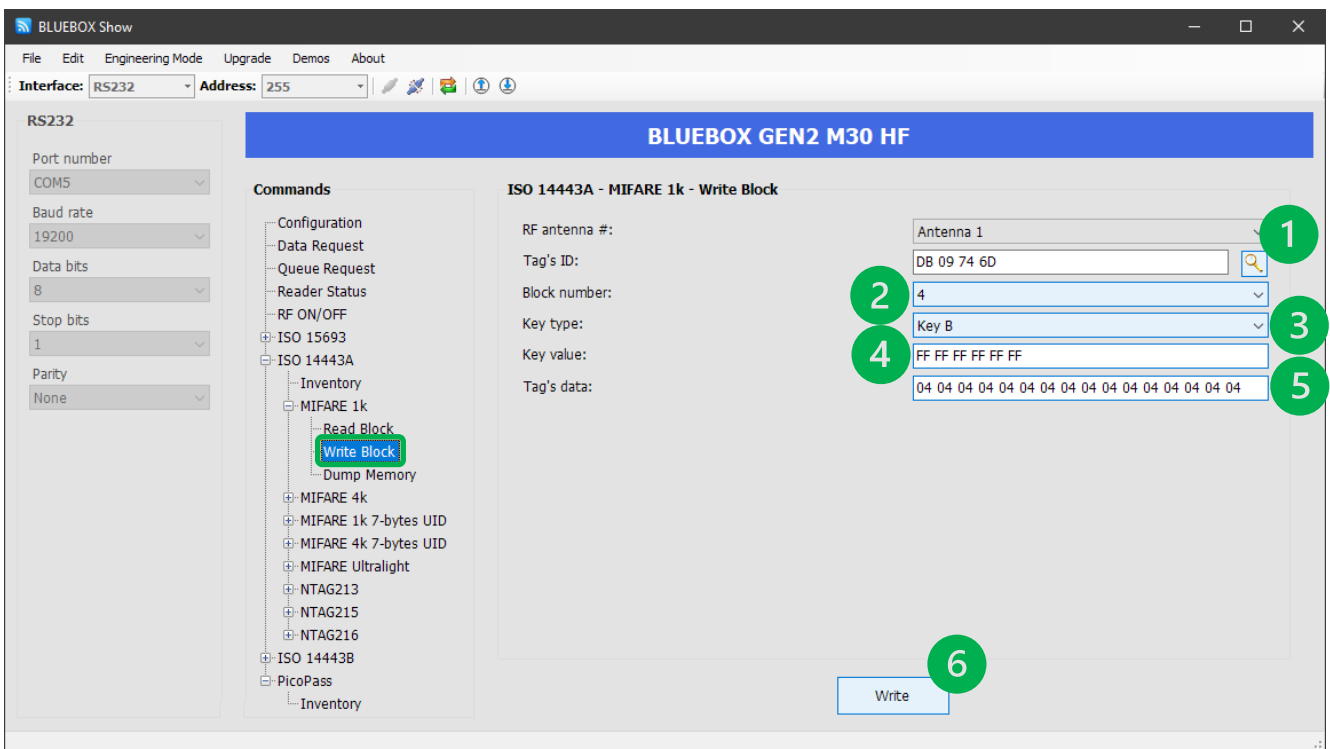 BLUEBOX Show
File Edit Engineering Mode Upgrade Demos About
Interface: RS232 Address: 255
RS232
Port number
COM5
Baud rate
19200
Data bits
8
Stop bits
1
Parity
None
BLUEBOX GEN2 M30 HF
Commands
Configuration
Data Request
Queue Request
Reader Status
RF ON/OFF
ISO 15693
ISO 14443A
Inventory
MIFARE 1k
Read Block
Write Block
Dump Memory
MIFARE 4k
MIFARE 1k 7-bytes UID
MIFARE 4k 7-bytes UID
MIFARE Ultralight
NTAG213
NTAG215
NTAG216
ISO 14443B
PicoPass
Inventory
ISO 14443A - MIFARE 1k - Write Block
RF antenna #: Antenna 1 1
Tag's ID: DB 09 74 6D
Block number: 2 4
Key type: Key B 3
Key value: 4 FF FF FF FF FF FF
Tag's data: 04 04 04 04 04 04 04 04 04 04 04 04 04 04 04 04 5
6
Write